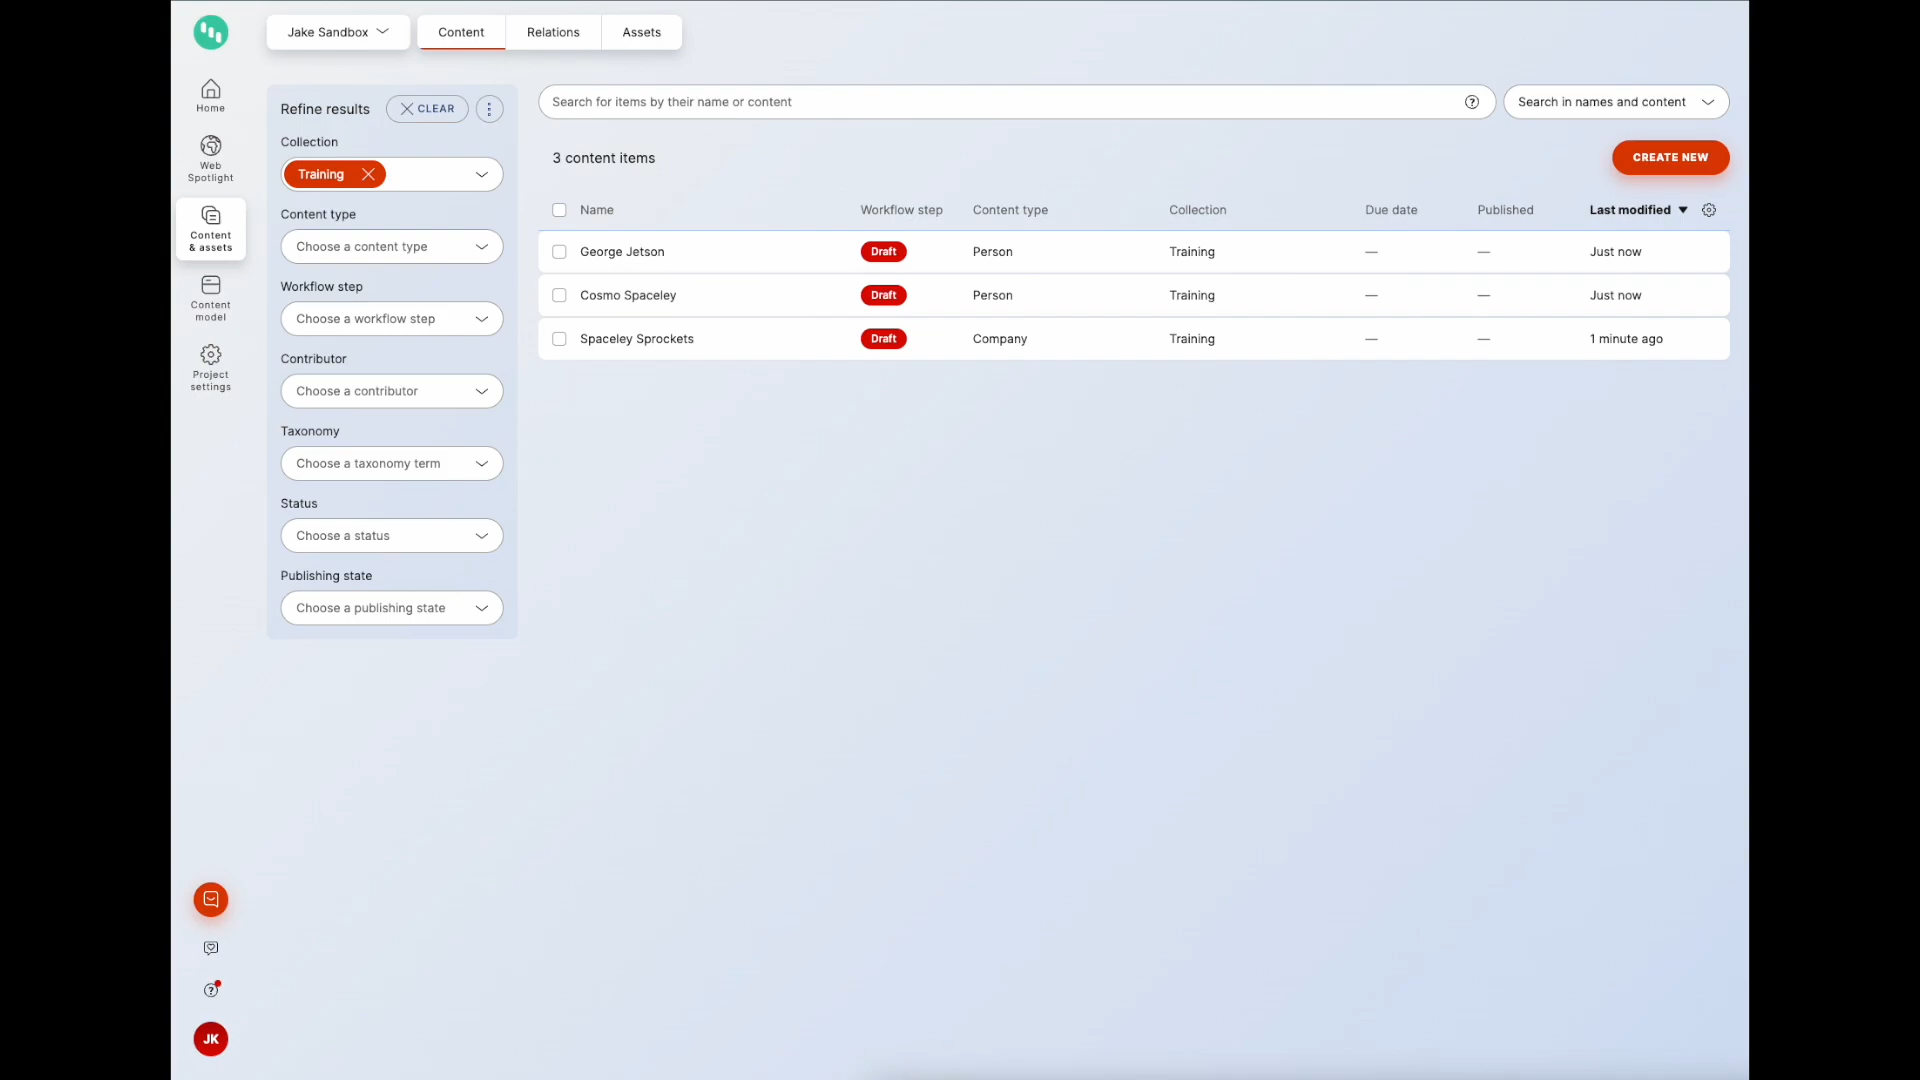 Jake Sandbox
Content
Relations
Assets
Home
Web
Spotlight
Content
& assets
Content
model
Project
settings
JK
Refine results
CLEAR
Collection
Training
Content type
Choose a content type
Workflow step
Choose a workflow step
Contributor
Choose a contributor
Taxonomy
Choose a taxonomy term
Status
Choose a status
Publishing state
Choose a publishing state
Search for items by their name or content
?
Search in names and content
3 content items
CREATE NEW
Name Workflow step Content type Collection Due date Published Last modified
George Jetson Draft Person Training — — Just now
Cosmo Spaceley Draft Person Training — — Just now
Spaceley Sprockets Draft Company Training — — 1 minute ago